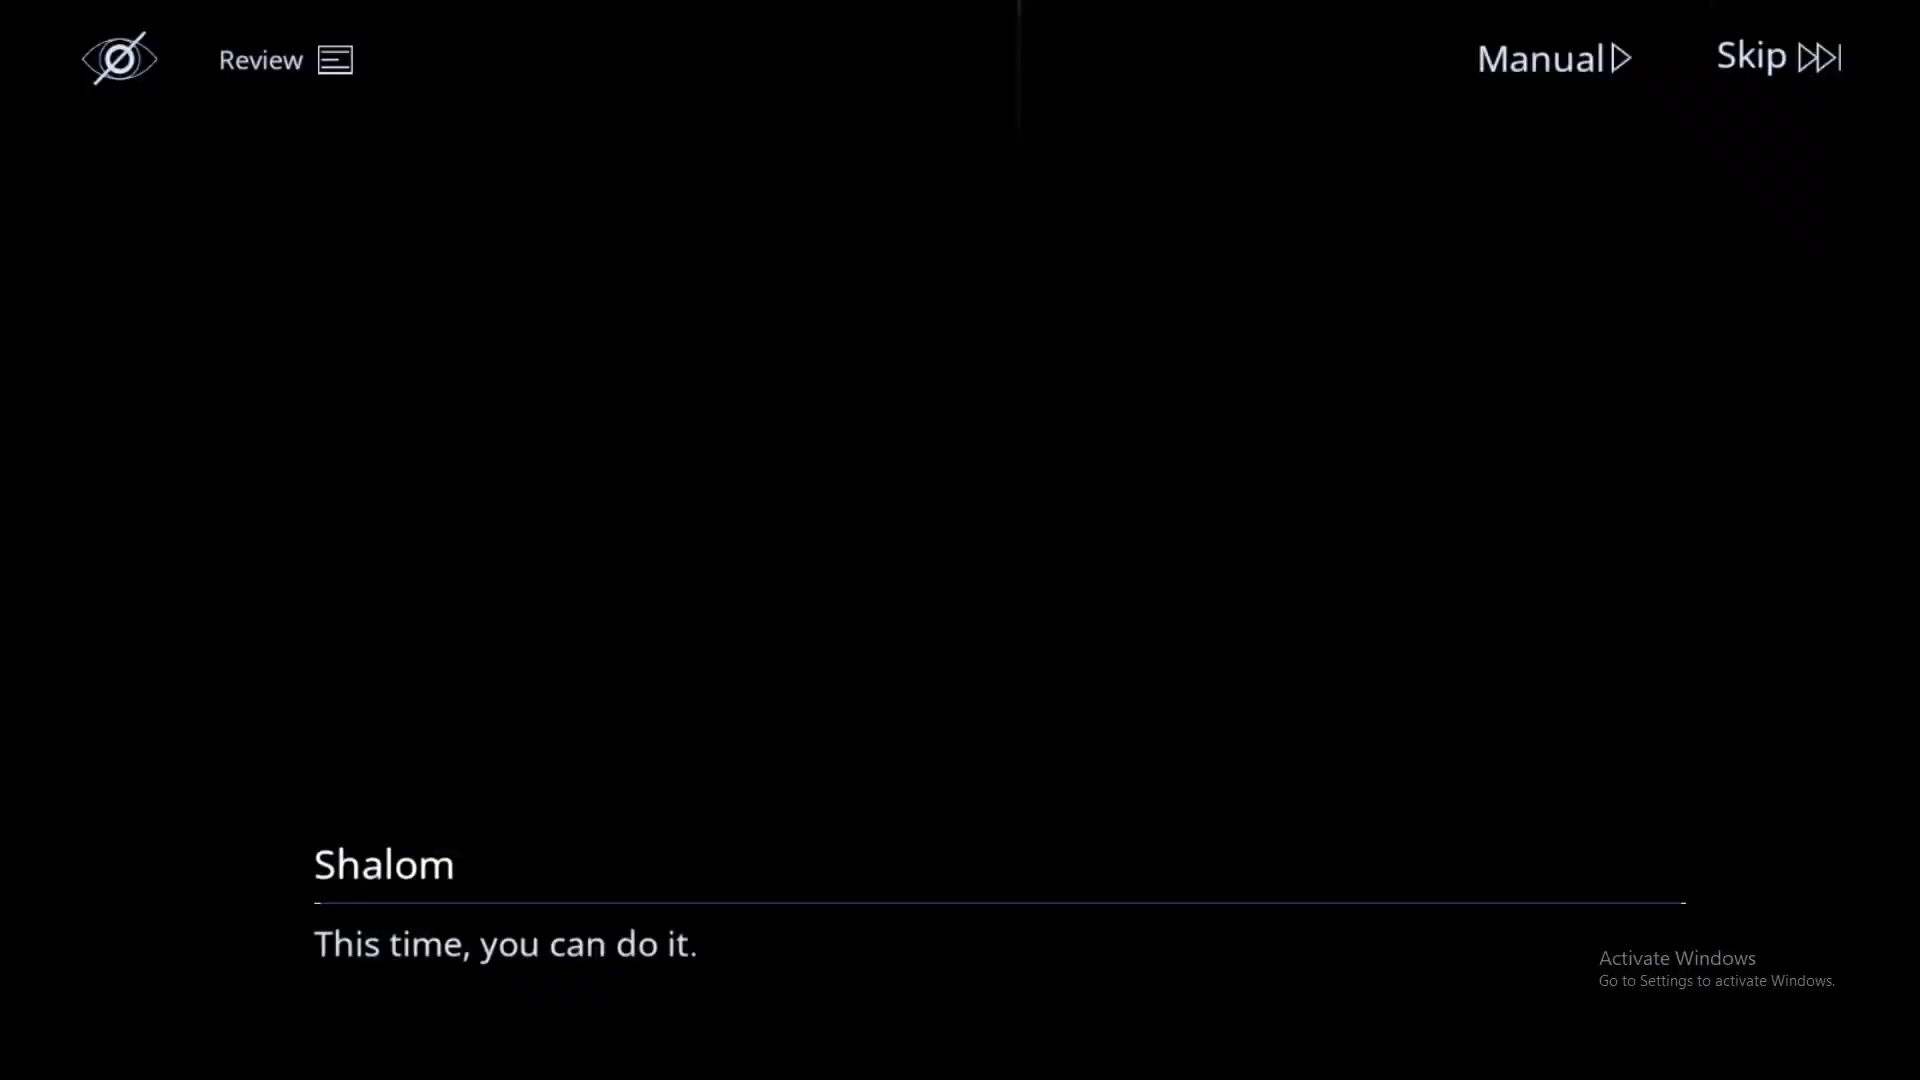 Review
Manual
Skip
Shalom
This time, you can do it.
Activate Windows
Go to Settings to activate Windows.